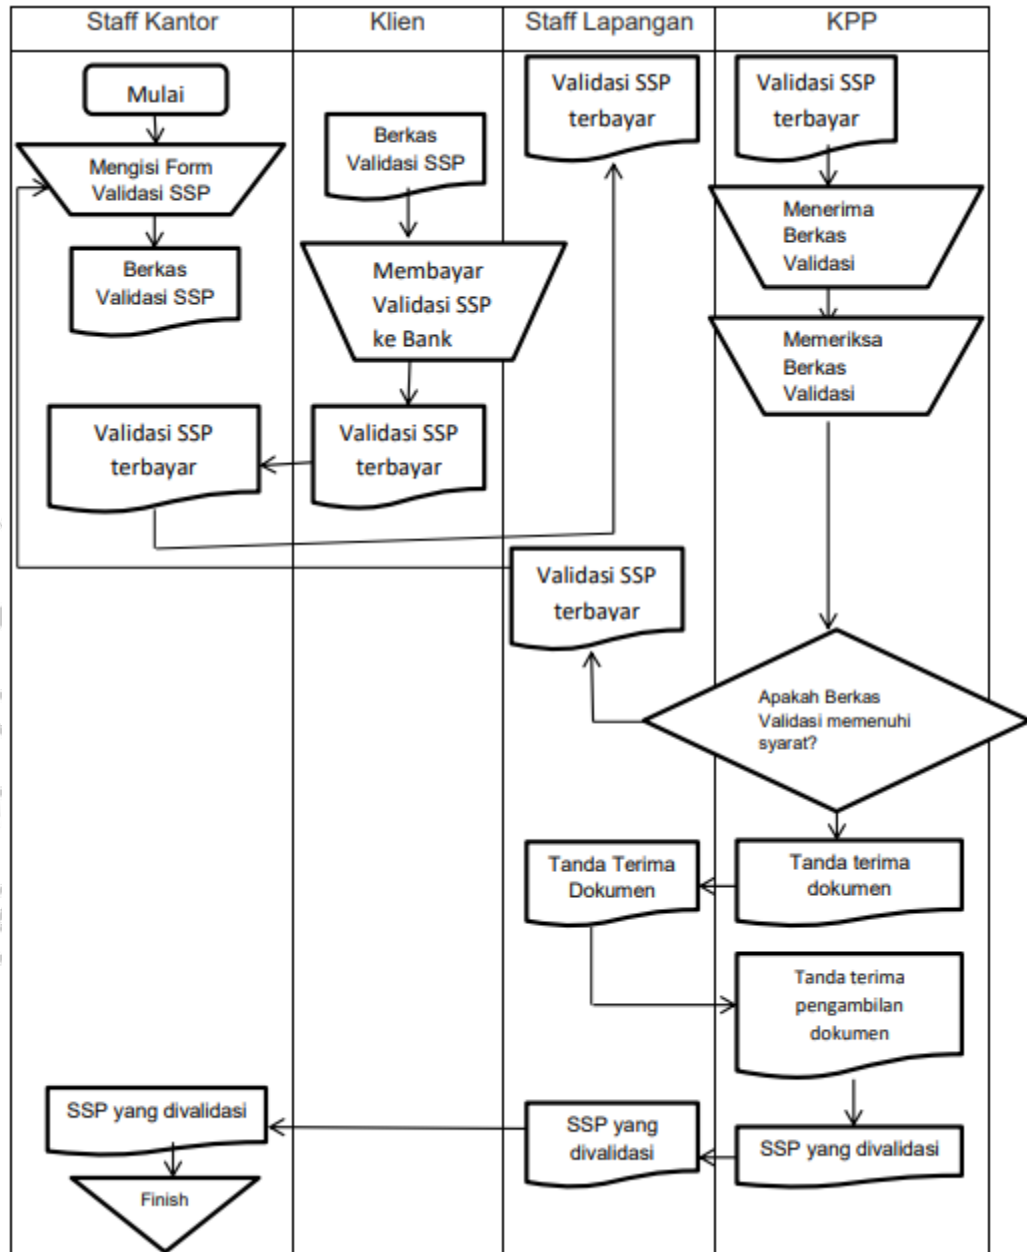 Staff Kantor
Klien
Staff Lapangan
KPP
Mulai
Mengisi Form
Validasi SSP
Berkas
Validasi SSP
Validasi SSP
terbayar
Berkas
Validasi SSP
Membayar
Validasi SSP
ke Bank
Validasi SSP
terbayar
Validasi SSP
terbayar
Validasi SSP
terbayar
Validasi SSP
terbayar
Menerima
Berkas
Validasi
Memeriksa
Berkas
Validasi
Apakah Berkas
Validasi memenuhi
syarat?
Tanda Terima
Dokumen
Tanda terima
dokumen
Tanda terima
pengambilan
dokumen
SSP yang divalidasi
SSP yang
divalidasi
SSP yang divalidasi
Finish